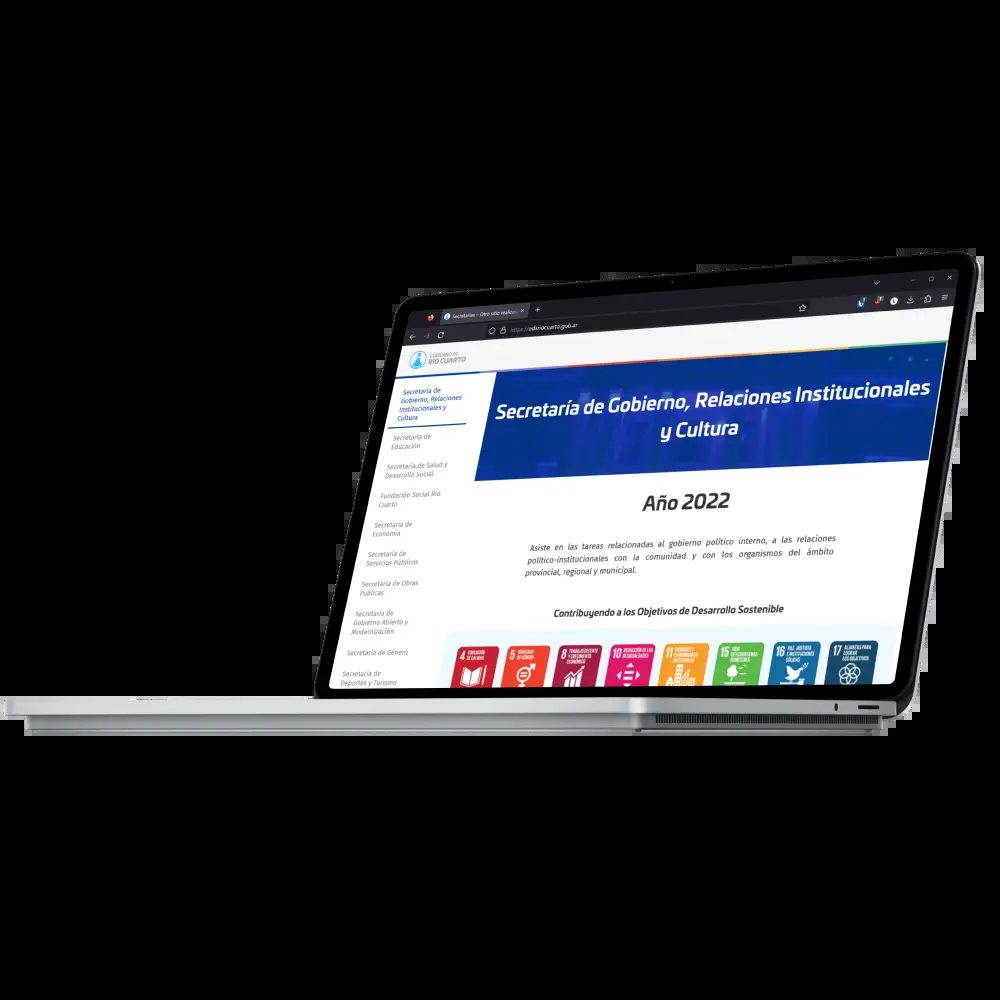 Secretarías – Otro sitio realizad
https://odsriocuarto.gob.ar
GOBIERNO DE
RÍO CUARTO
Secretaría de
Gobierno, Relaciones
Institucionales y
Cultura
Secretaría de
Educación
Secretaría de Salud y
Desarrollo Social
Fundación Social Río
Cuarto
Secretaría de
Economía
Secretaría de
Servicios Públicos
Secretaría de Obras
Públicas
Secretaría de
Gobierno Abierto y
Modernización
Secretaría de Género
Secretaría de
Deportes y Turismo
Secretaría de Gobierno, Relaciones Institucionales
y Cultura
Año 2022
Asiste en las tareas relacionadas al gobierno político interno, a las relaciones
político-institucionales con la comunidad y con los organismos del ámbito
provincial, regional y municipal.
Contribuyendo a los Objetivos de Desarrollo Sostenible
4 EDUCACIÓN
DE CALIDAD
5 IGUALDAD
DE GÉNERO
8 TRABAJO DECENTE
Y CRECIMIENTO
ECONÓMICO
10 REDUCCIÓN DE LAS
DESIGUALDADES
11 CIUDADES Y
COMUNIDADES
SOSTENIBLES
15 VIDA
DE ECOSISTEMAS
TERRESTRES
16 PAZ, JUSTICIA
E INSTITUCIONES
SÓLIDAS
17 ALIANZAS PARA
LOGRAR
LOS OBJETIVOS